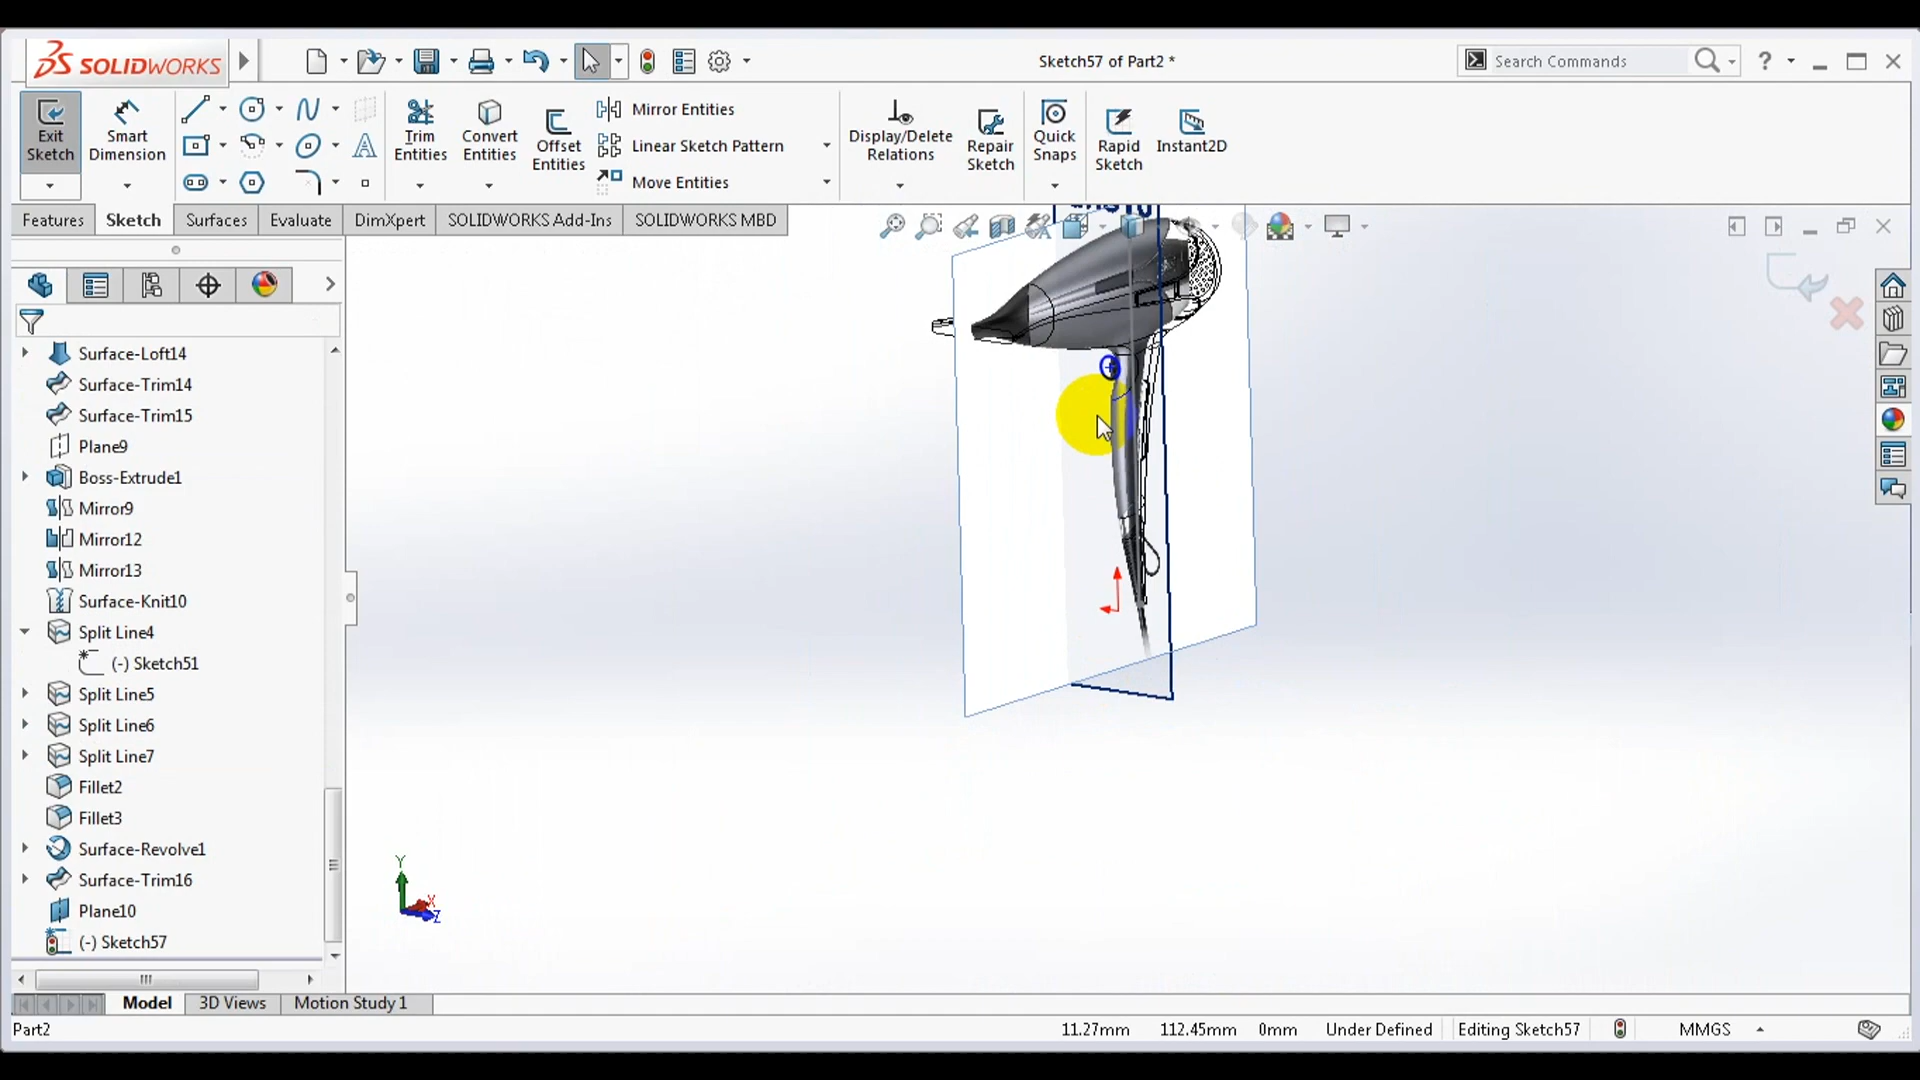 SOLIDWORKS
Sketch57 of Part2 *
Search Commands
?
Exit Sketch
Smart Dimension
Trim Entities
Convert Entities
Offset Entities
Mirror Entities
Linear Sketch Pattern
Move Entities
Display/Delete Relations
Repair Sketch
Quick Snaps
Rapid Sketch
Instant2D
Features
Sketch
Surfaces
Evaluate
DimXpert
SOLIDWORKS Add-Ins
SOLIDWORKS MBD
Surface-Loft14
Surface-Trim14
Surface-Trim15
Plane9
Boss-Extrude1
Mirror9
Mirror12
Mirror13
Surface-Knit10
Split Line4
(-) Sketch51
Split Line5
Split Line6
Split Line7
Fillet2
Fillet3
Surface-Revolve1
Surface-Trim16
Plane10
(-) Sketch57
Y
X
Z
Model
3D Views
Motion Study 1
Part2
11.27mm
112.45mm
0mm
Under Defined
Editing Sketch57
MMGS